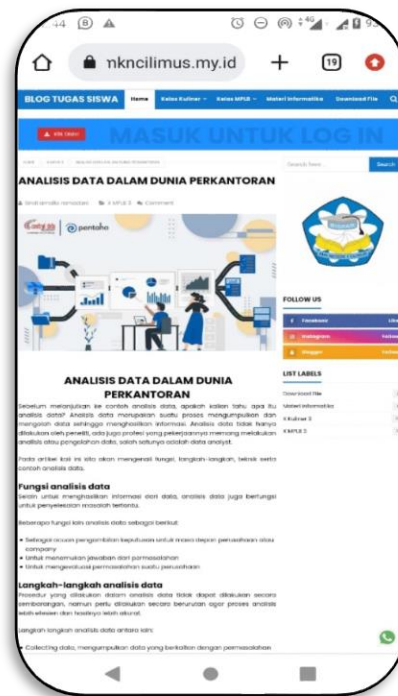 44
mkncilimus.my.id
19
BLOG TUGAS SISWA
Home
Kelas Kuliner
Kelas MPLB
Materi Informatika
Download File
Klik Disini
MASUK UNTUK LOG IN
ANALISIS DATA DALAM DUNIA PERKANTORAN
X MPLB 3
Comment
Search here...
Search
pentaho
FOLLOW US
Facebook
Instagram
Follow
Blogger
Follow
LIST LABELS
Download File
Materi Informatika
X Kuliner 3
X MPLB 3
ANALISIS DATA DALAM DUNIA
PERKANTORAN
Sebelum melanjutkan ke contoh analisis data, apakah kalian tahu apa itu
analisis data? Analisis data merupakan suatu proses mengumpulkan dan
mengolah data sehingga menghasilkan informasi. Analisis data tidak hanya
dilakukan oleh peneliti, ada juga profesi yang pekerjaannya memang melakukan
analisis atau pengolahan data, salah satunya adalah data analyst.
Pada artikel kali ini kita akan mengenali fungsi, langkah-langkah, teknik serta
contoh analisis data.
Fungsi analisis data
Selain untuk menghasilkan informasi dari data, analisis data juga berfungsi
untuk penyelesaian masalah tertentu.
Beberapa fungsi lain analisis data sebagai berikut:
• Sebagai acuan pengambilan keputusan untuk masa depan perusahaan atau
company
• Untuk menemukan jawaban dari permasalahan
• Untuk mengevaluasi permasalahan suatu perusahaan
Langkah-langkah analisis data
Prosedur yang dilakukan dalam analisis data tidak dapat dilakukan secara
sembarangan, namun perlu dilakukan secara berurutan agar proses analisis
lebih efesien dan hasilnya lebih akurat.
Langkah-langkah analisis data antara lain:
• Collecting data, mengumpulkan data yang berkaitan dengan permasalahan